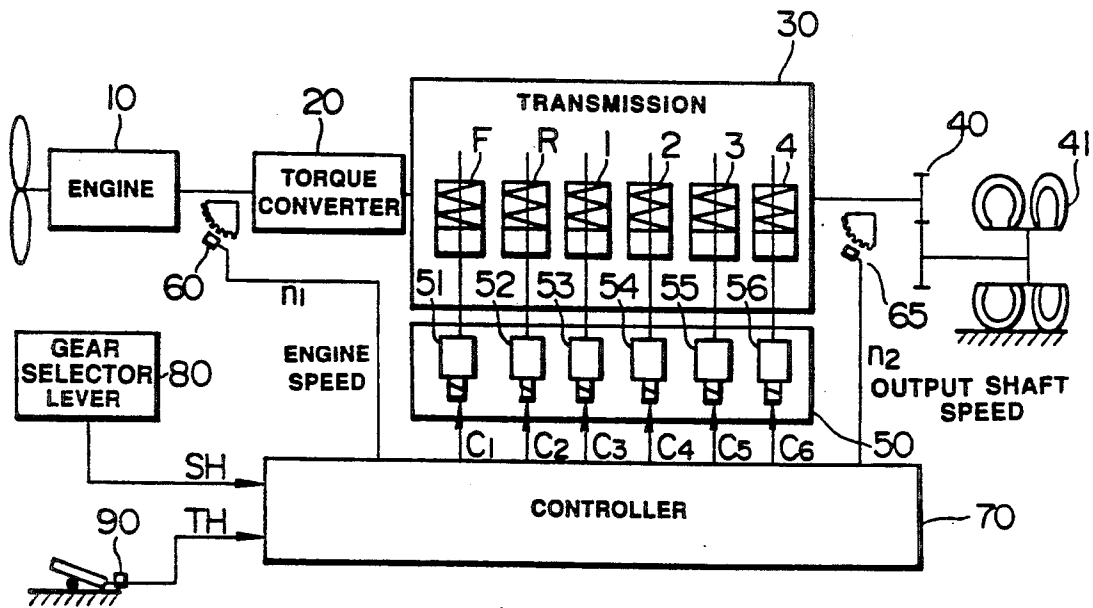 30
10
20
TRANSMISSION
40
41
ENGINE
TORQUE
CONVERTER
F
R
1
2
3
4
60
n1
51
52
53
54
55
56
65
GEAR
SELECTOR
LEVER
80
ENGINE
SPEED
n2
OUTPUT SHAFT
SPEED
50
C1
C2
C3
C4
C5
C6
SH
CONTROLLER
70
90
TH